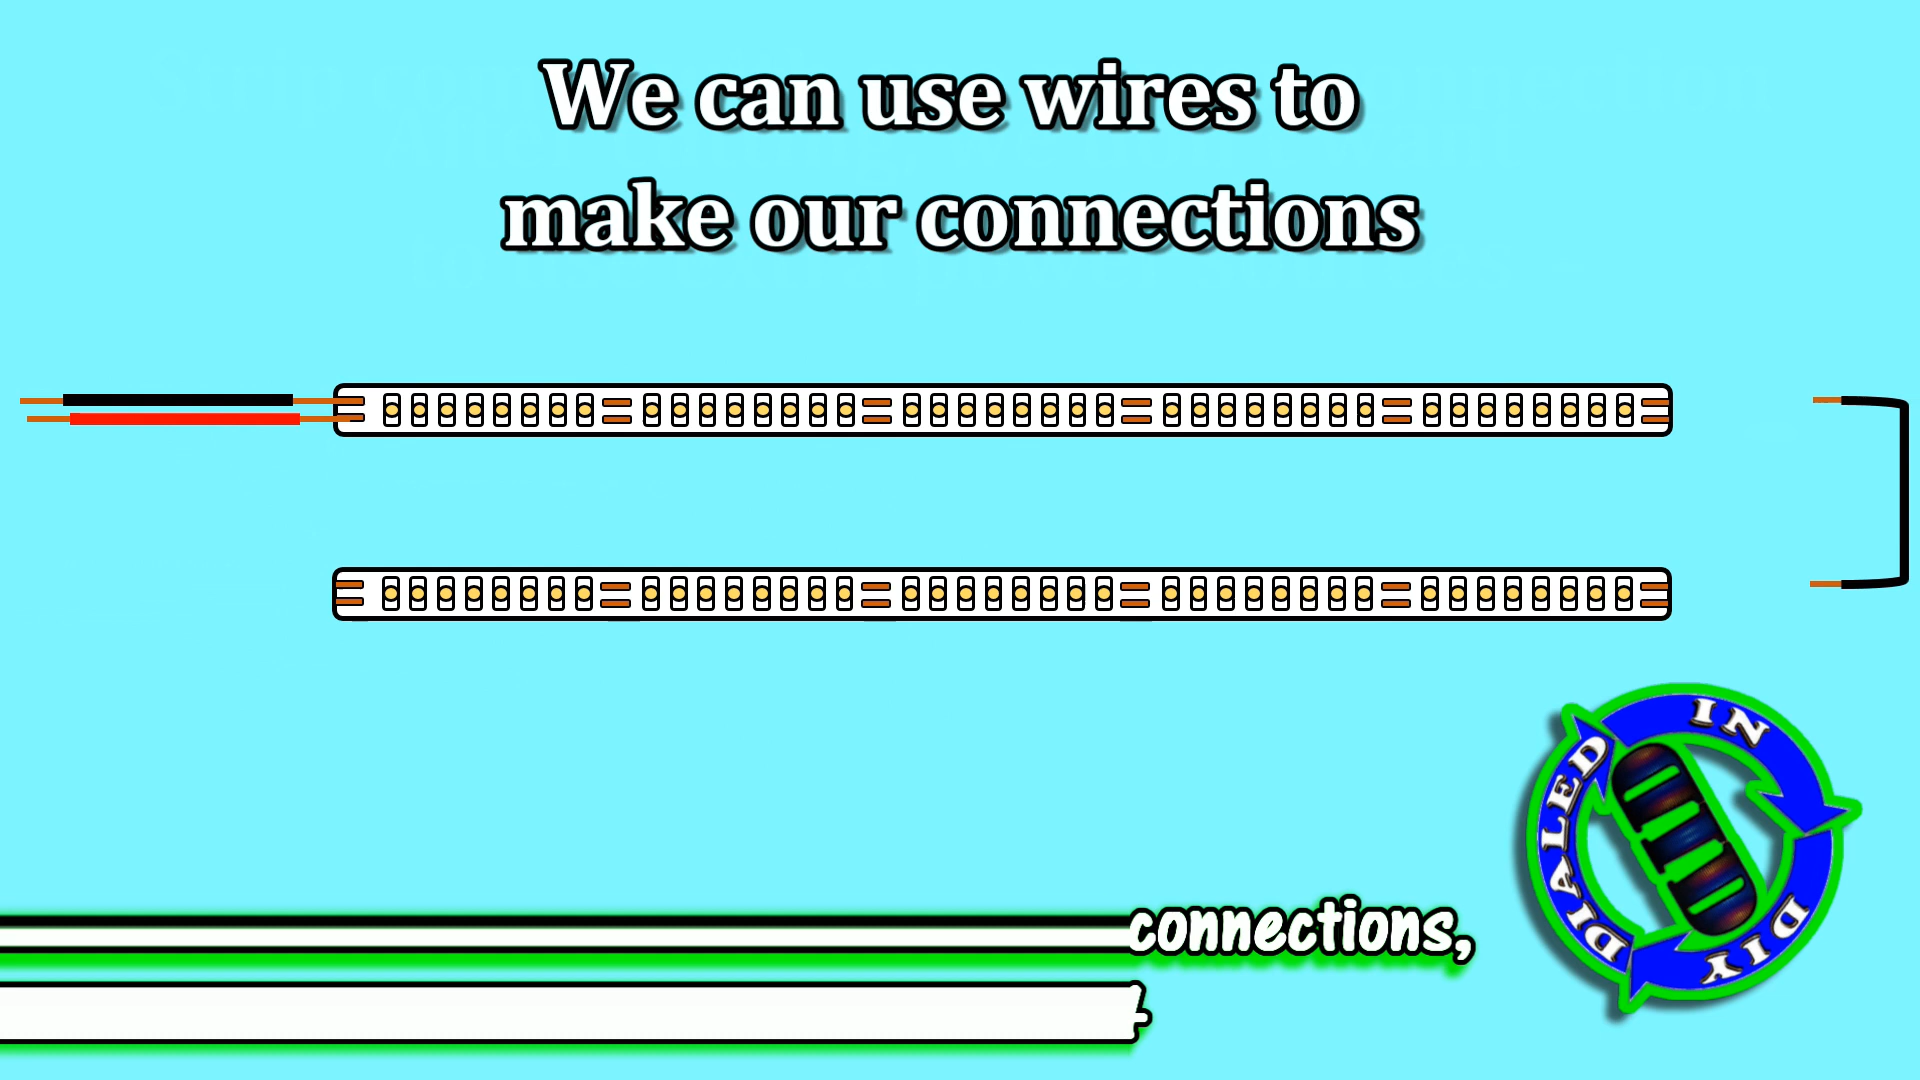 We can use wires to
make our connections
connections,
DIALED IN DIY